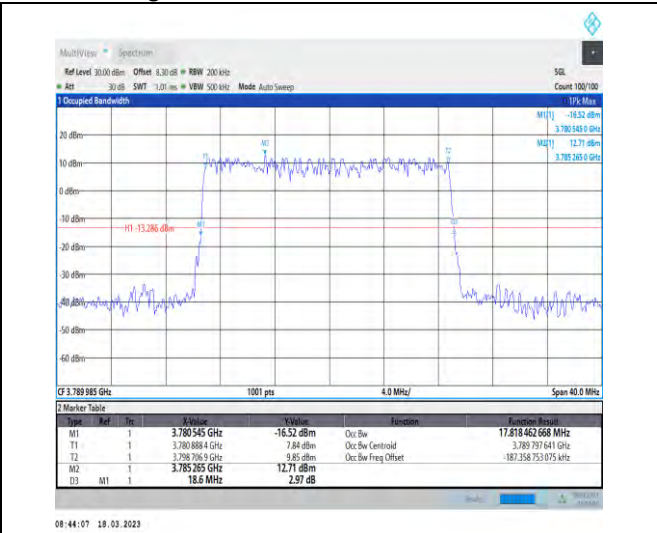 MultiView Spectrum
Ref Level 30.00 dBm Offset 8.30 dB RBW 200 kHz SGL
Att 30 dB SWT 1.01 ms VBW 500 kHz Mode Auto Sweep Count 100/100
1 Occupied Bandwidth 1Pk Max
M1[1] -16.52 dBm
3.780 545 0 GHz
M2[1] 12.71 dBm
3.785 265 0 GHz
20 dBm
M2
T1
T2
10 dBm
0 dBm
-10 dBm
H1 -13.286 dBm
M1
D3
-20 dBm
-30 dBm
-40 dBm
-50 dBm
-60 dBm
CF 3.789 985 GHz 1001 pts 4.0 MHz/ Span 40.0 MHz
2 Marker Table
Type Ref Trc X-Value Y-Value Function Function Result
M1 1 3.780 545 GHz -16.52 dBm Occ Bw 17.818 462 668 MHz
T1 1 3.780 888 4 GHz 7.84 dBm Occ Bw Centroid 3.789 797 641 GHz
T2 1 3.798 706 9 GHz 9.85 dBm Occ Bw Freq Offset -187.358 753 075 kHz
M2 1 3.785 265 GHz 12.71 dBm
D3 M1 1 18.6 MHz 2.97 dB
08:44:07 18.03.2023